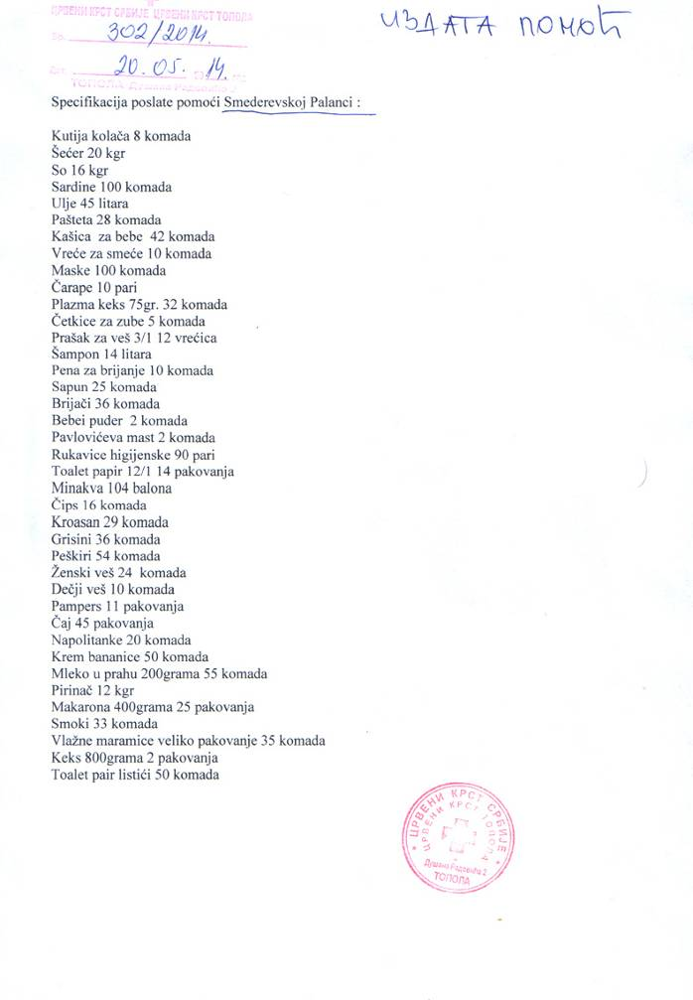 ЦРВЕНИ КРСТ СРБИЈЕ ЦРВЕНИ КРСТ ТОПОЛА
302/2014.
20.05. 14.
ТОПОЛА Душана Радовића 2
ИЗДАТА ПОМОЋ
Specifikacija poslate pomoći Smederevskoj Palanci :
Kutija kolača 8 komada
Šećer 20 kgr
So 16 kgr
Sardine 100 komada
Ulje 45 litara
Pašteta 28 komada
Kašica za bebe 42 komada
Vreće za smeće 10 komada
Maske 100 komada
Čarape 10 pari
Plazma keks 75gr. 32 komada
Četkice za zube 5 komada
Prašak za veš 3/1 12 vrećica
Šampon 14 litara
Pena za brijanje 10 komada
Sapun 25 komada
Brijači 36 komada
Bebei puder 2 komada
Pavlovićeva mast 2 komada
Rukavice higijenske 90 pari
Toalet papir 12/1 14 pakovanja
Minakva 104 balona
Čips 16 komada
Kroasan 29 komada
Grisini 36 komada
Peškiri 54 komada
Ženski veš 24 komada
Dečji veš 10 komada
Pampers 11 pakovanja
Čaj 45 pakovanja
Napolitanke 20 komada
Krem bananice 50 komada
Mleko u prahu 200grama 55 komada
Pirinač 12 kgr
Makarona 400grama 25 pakovanja
Smoki 33 komada
Vlažne maramice veliko pakovanje 35 komada
Keks 800grama 2 pakovanja
Toalet pair listići 50 komada
ЦРВЕНИ КРСТ СРБИЈЕ
ЦРВЕНИ КРСТ ТОПОЛА
Душана Радовића 2
ТОПОЛА